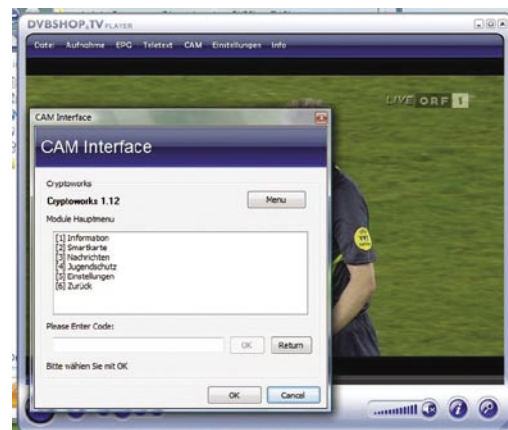 DVBSHOP.TV PLAYER
Datei Aufnahme EPG Teletext CAM Einstellungen Info
LIVE ORF 1
CAM Interface
CAM Interface
Cryptoworks
Cryptoworks 1.12
Menu
Module Hauptmenu
[1] Information
[2] Smartkarte
[3] Nachrichten
[4] Jugendschutz
[5] Einstellungen
[6] Zurück
Please Enter Code:
OK Return
Bitte wählen Sie mit OK
OK Cancel